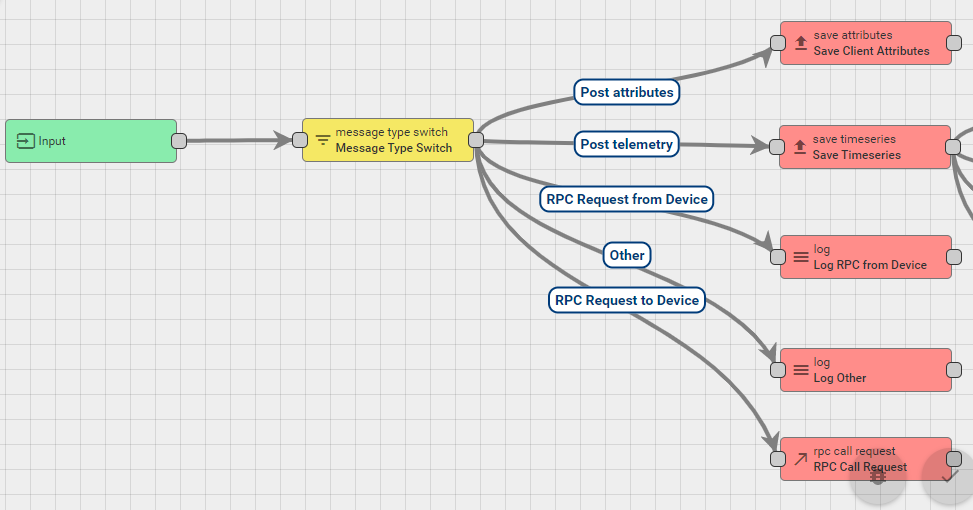 save attributes
Save Client Attributes
Post attributes
Input
message type switch
Message Type Switch
Post telemetry
save timeseries
Save Timeseries
RPC Request from Device
log
Log RPC from Device
Other
RPC Request to Device
log
Log Other
rpc call request
RPC Call Request